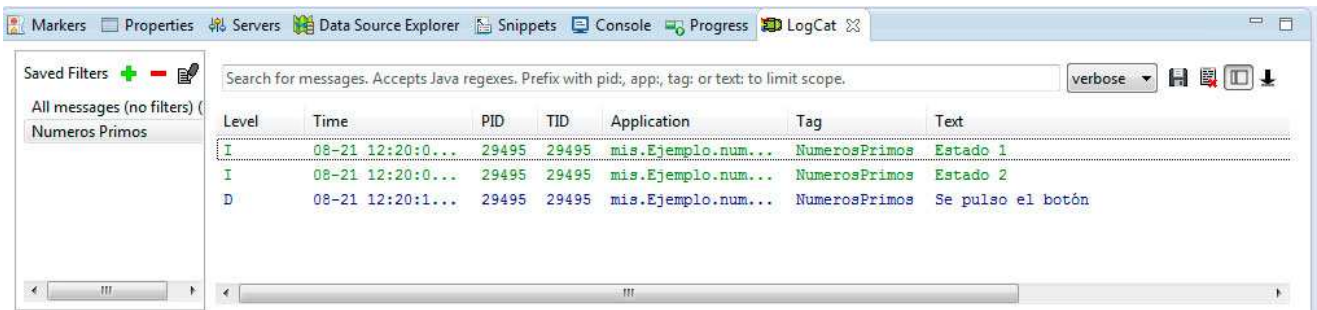 Markers Properties Servers Data Source Explorer Snippets Console Progress LogCat
Saved Filters
Search for messages. Accepts Java regexes. Prefix with pid:, app:, tag: or text: to limit scope.
verbose
All messages (no filters) (
Numeros Primos
Level Time PID TID Application Tag Text
I 08-21 12:20:0... 29495 29495 mis.Ejemplo.num... NumerosPrimos Estado 1
I 08-21 12:20:0... 29495 29495 mis.Ejemplo.num... NumerosPrimos Estado 2
D 08-21 12:20:1... 29495 29495 mis.Ejemplo.num... NumerosPrimos Se pulso el botón